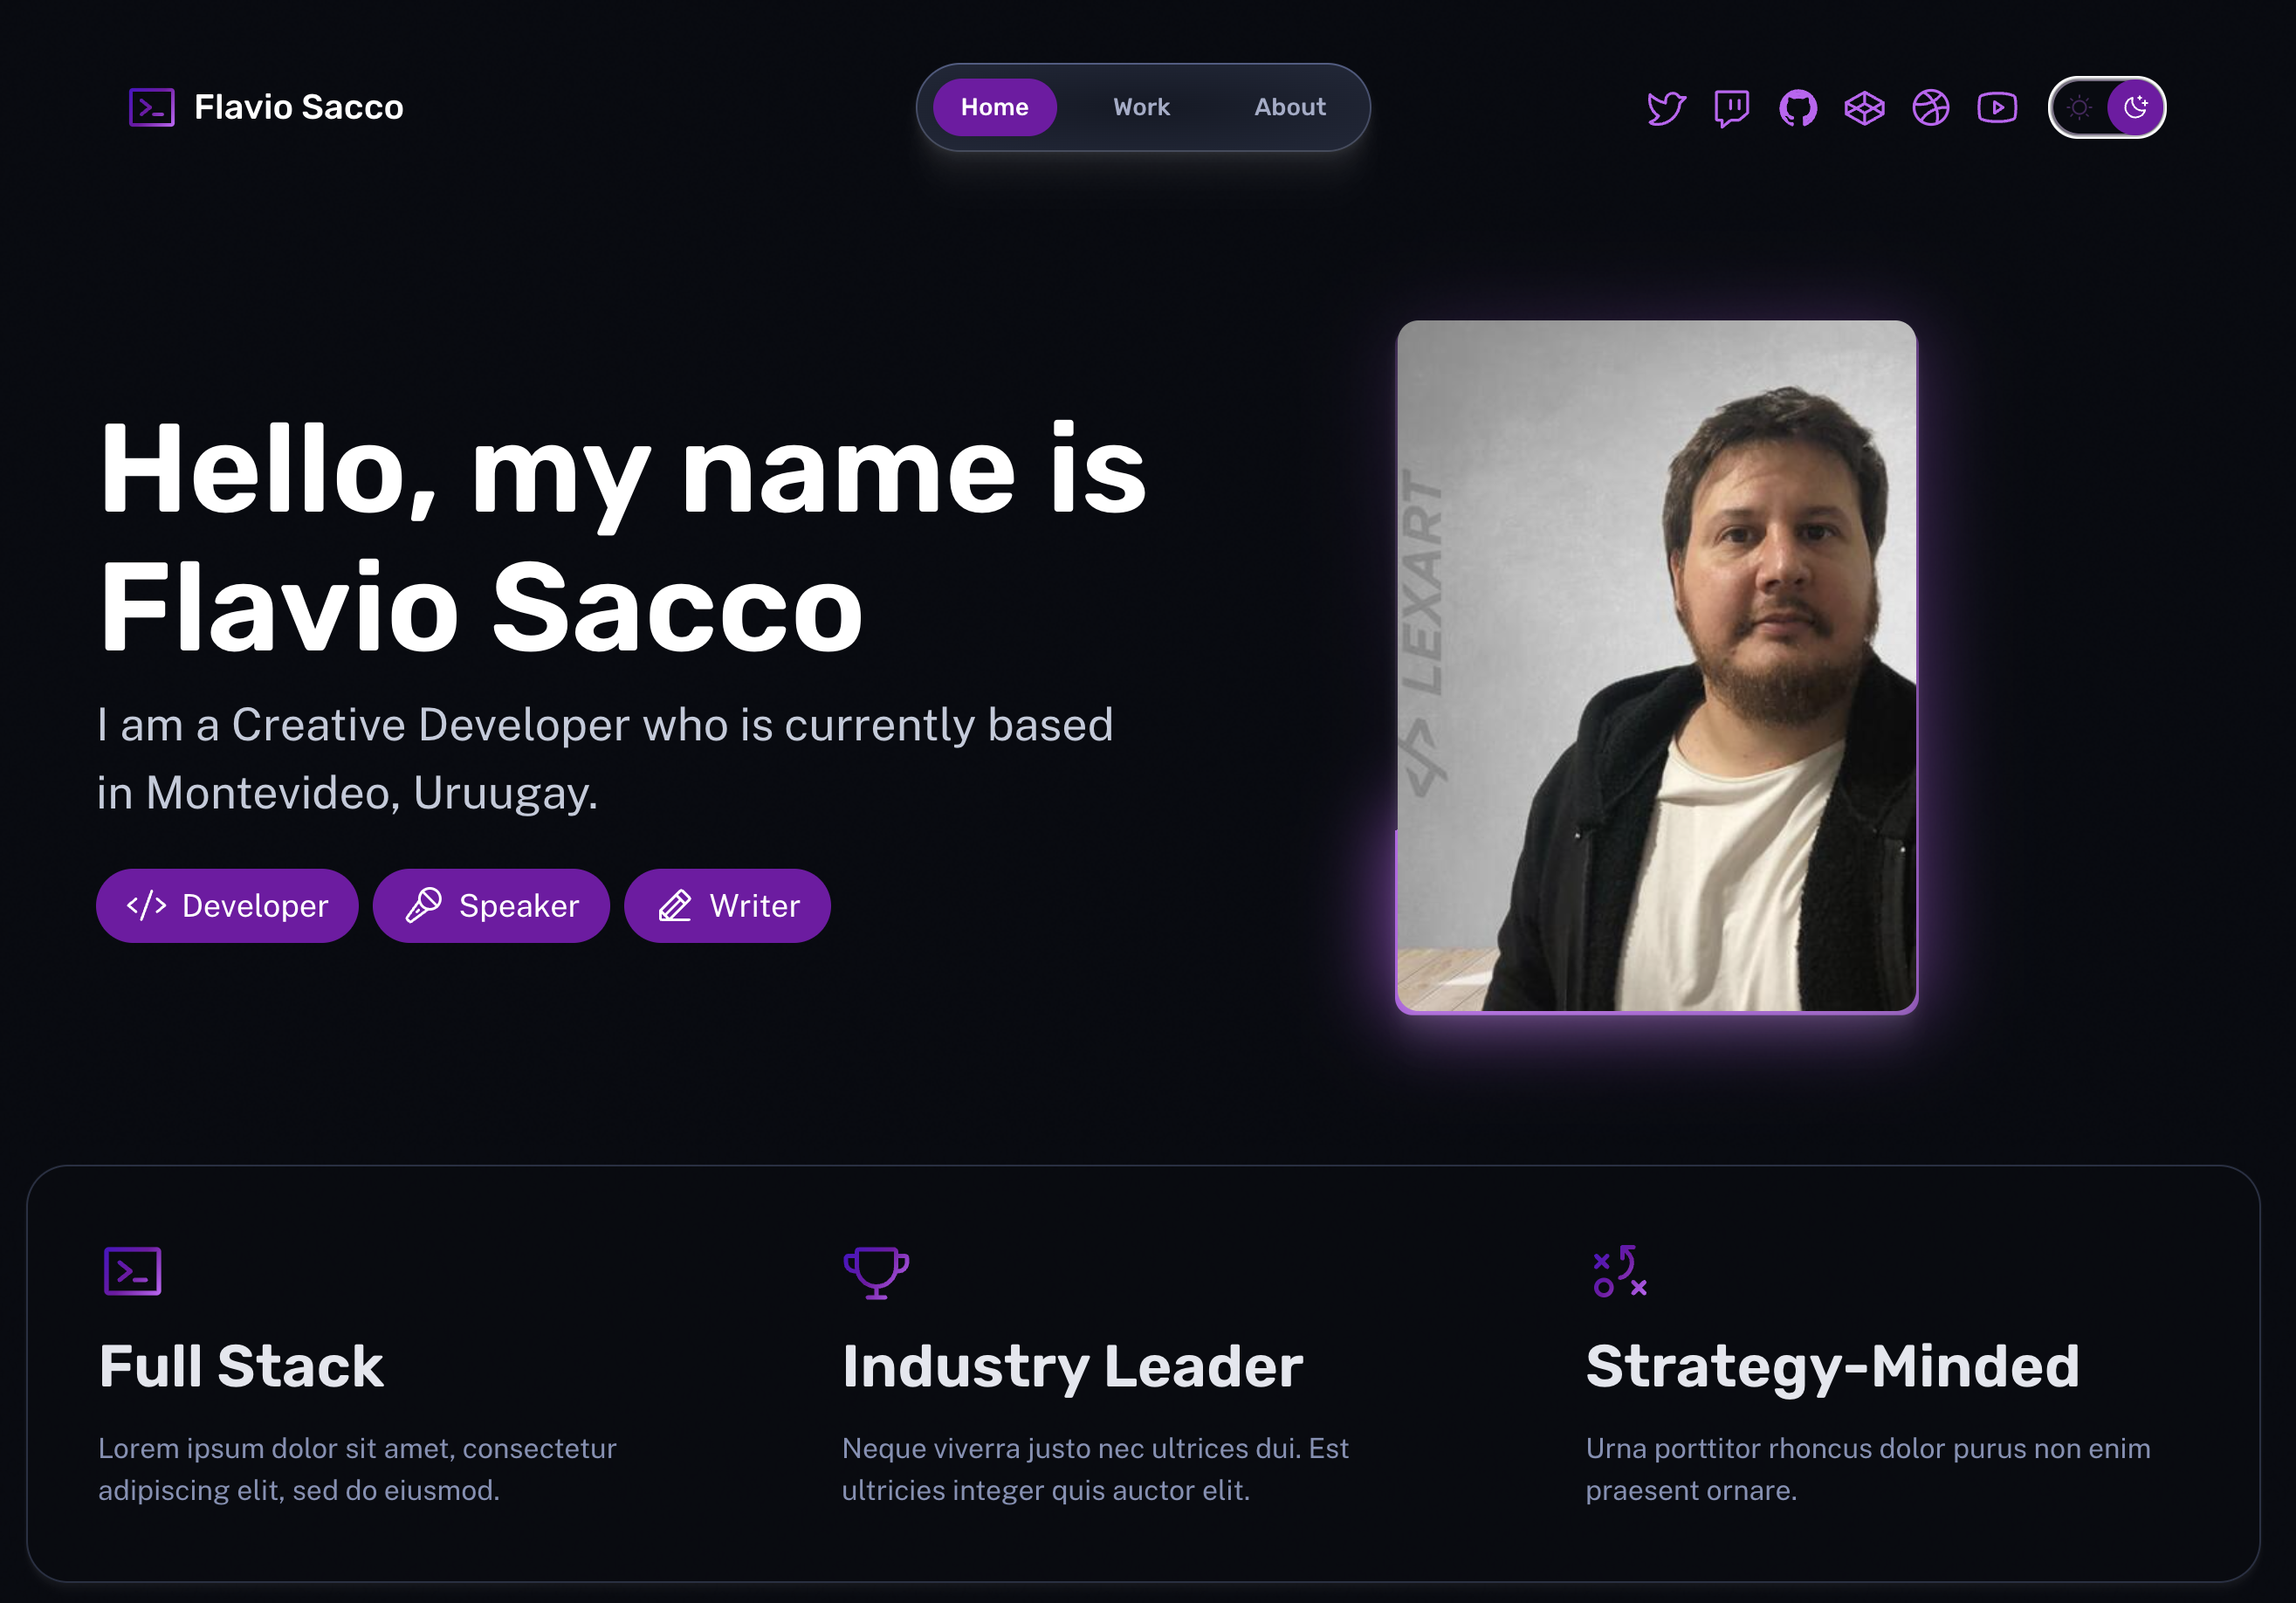 Flavio Sacco
Home
Work
About
Hello, my name is
Flavio Sacco
I am a Creative Developer who is currently based
in Montevideo, Uruugay.
</> Developer
Speaker
Writer
</> LEXART
Full Stack
Lorem ipsum dolor sit amet, consectetur
adipiscing elit, sed do eiusmod.
Industry Leader
Neque viverra justo nec ultrices dui. Est
ultricies integer quis auctor elit.
Strategy-Minded
Urna porttitor rhoncus dolor purus non enim
praesent ornare.